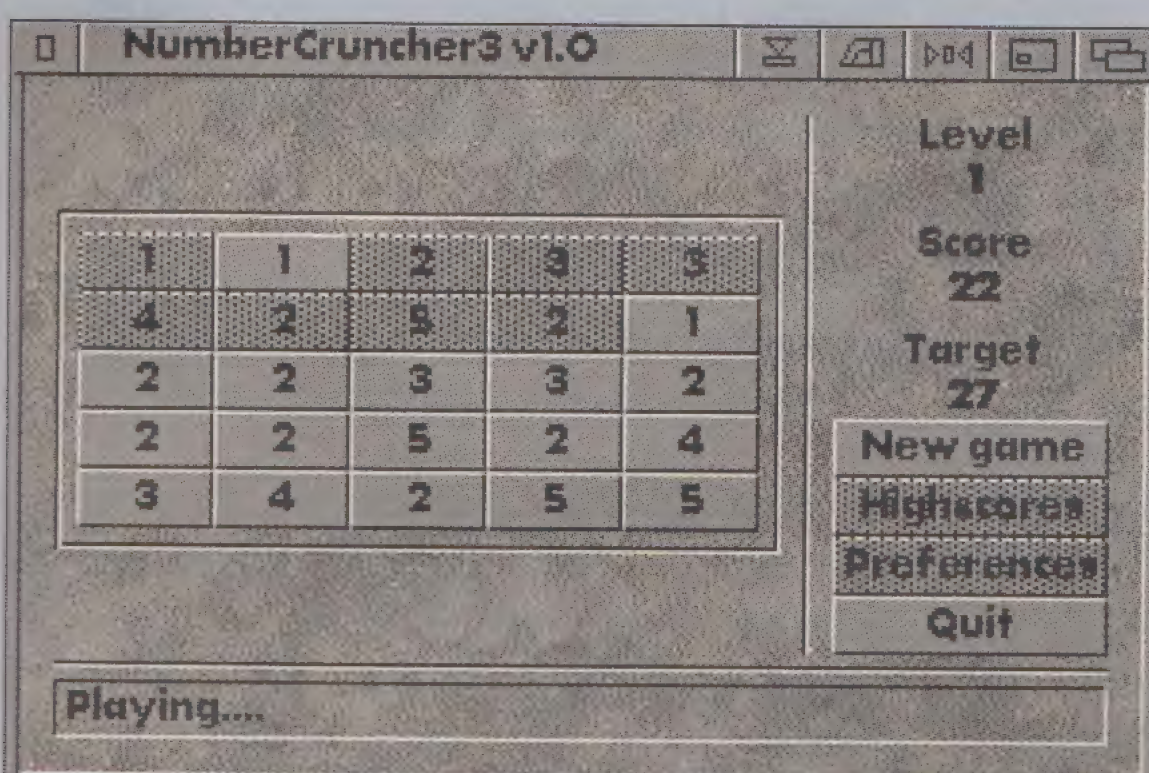 NumberCruncher3 v1.0
Level
1
Score
22
Target
27
1 1 2 3 3
4 2 5 2 1
2 2 3 3 2
2 2 5 2 4
3 4 2 5 5
New game
Highscores
Preferences
Quit
Playing....